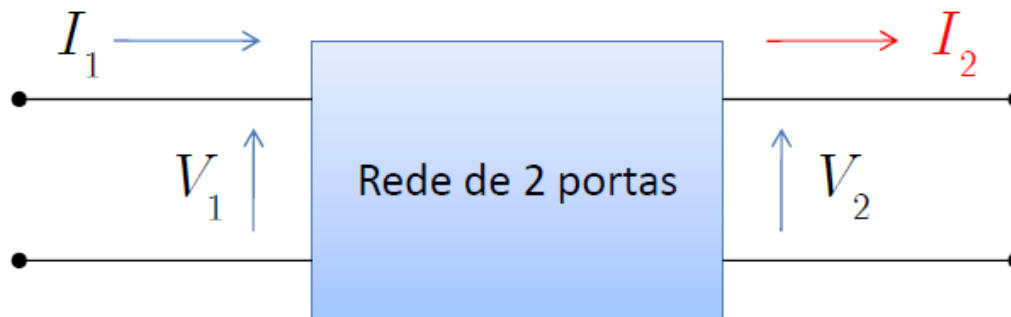 I₁
I₂
V₁
Rede de 2 portas
V₂